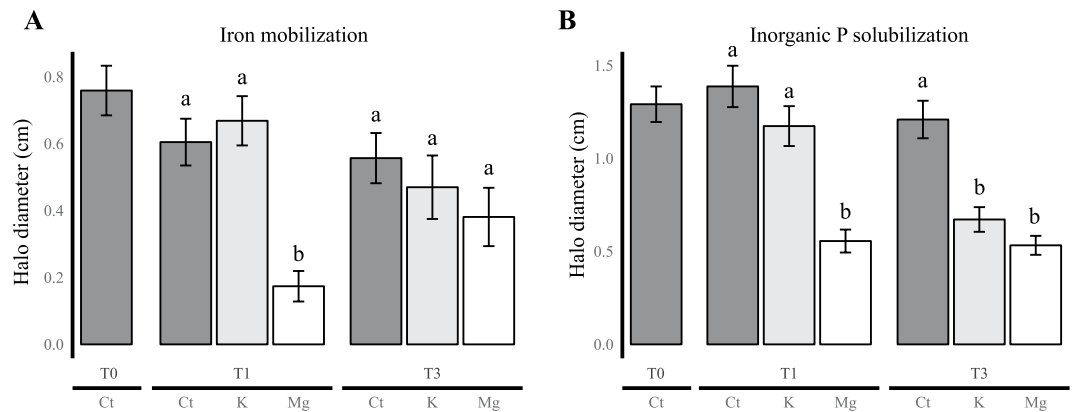 A
Iron mobilization
Halo diameter (cm)
0.8
0.6
0.4
0.2
0.0
a
a
b
a
a
a
T0
T1
T3
Ct
Ct
K
Mg
Ct
K
Mg
B
Inorganic P solubilization
Halo diameter (cm)
1.5
1.0
0.5
0.0
a
a
b
a
b
b
T0
T1
T3
Ct
Ct
K
Mg
Ct
K
Mg